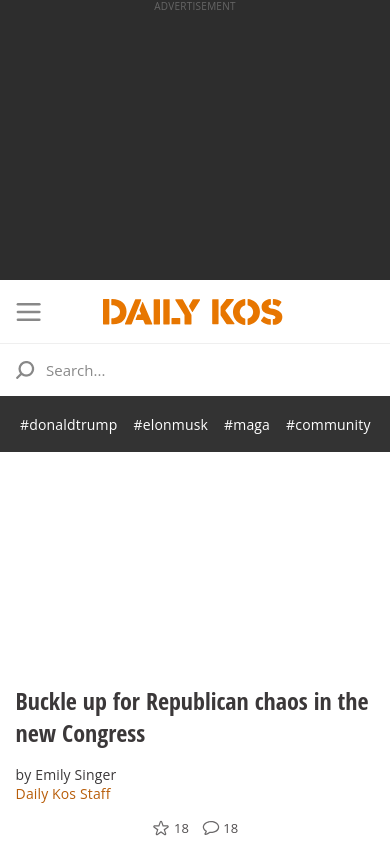 ADVERTISEMENT
DAILY KOS
Search...
#donaldtrump #elonmusk #maga #community
Buckle up for Republican chaos in the
new Congress
by Emily Singer
Daily Kos Staff
18 18